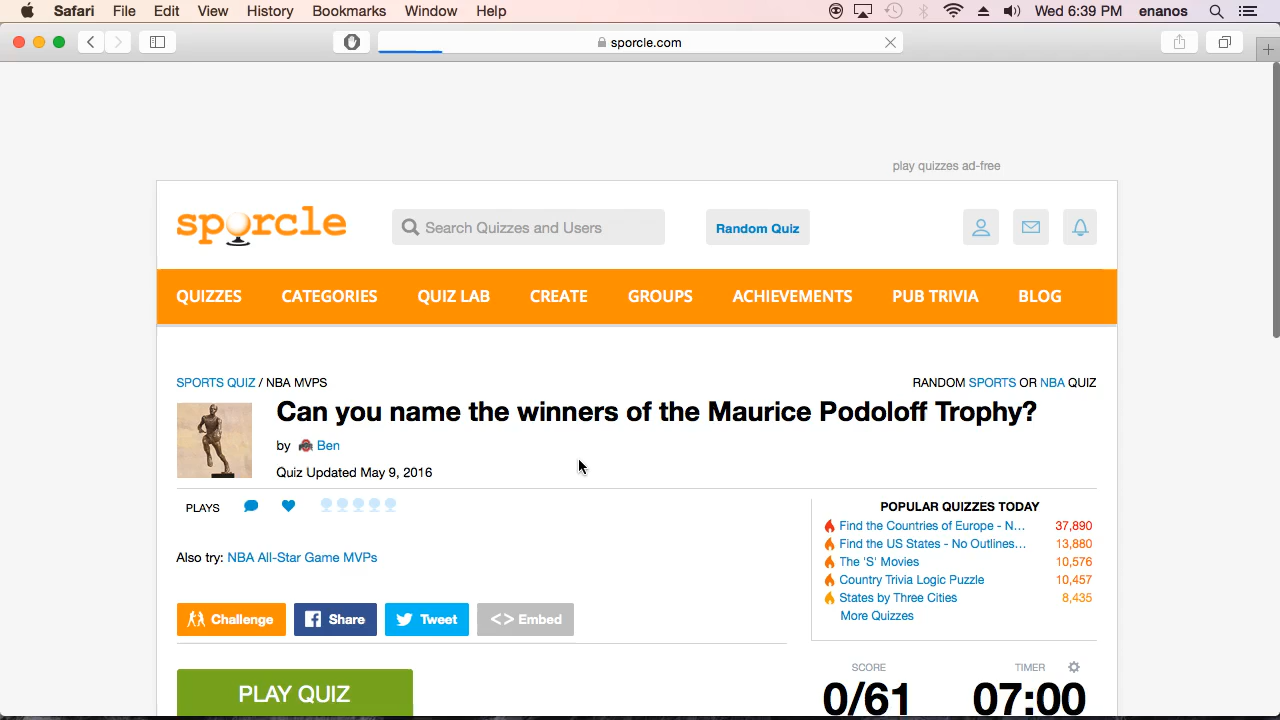 Safari File Edit View History Bookmarks Window Help Wed 6:39 PM enanos
sporcle.com
play quizzes ad-free
sporcle Search Quizzes and Users Random Quiz
QUIZZES CATEGORIES QUIZ LAB CREATE GROUPS ACHIEVEMENTS PUB TRIVIA BLOG
SPORTS QUIZ / NBA MVPS
RANDOM SPORTS OR NBA QUIZ
Can you name the winners of the Maurice Podoloff Trophy?
by Ben
Quiz Updated May 9, 2016
PLAYS
Also try: NBA All-Star Game MVPs
Challenge Share Tweet <> Embed
PLAY QUIZ
POPULAR QUIZZES TODAY
Find the Countries of Europe - N... 37,890
Find the US States - No Outlines... 13,880
The 'S' Movies 10,576
Country Trivia Logic Puzzle 10,457
States by Three Cities 8,435
More Quizzes
SCORE TIMER
0/61 07:00